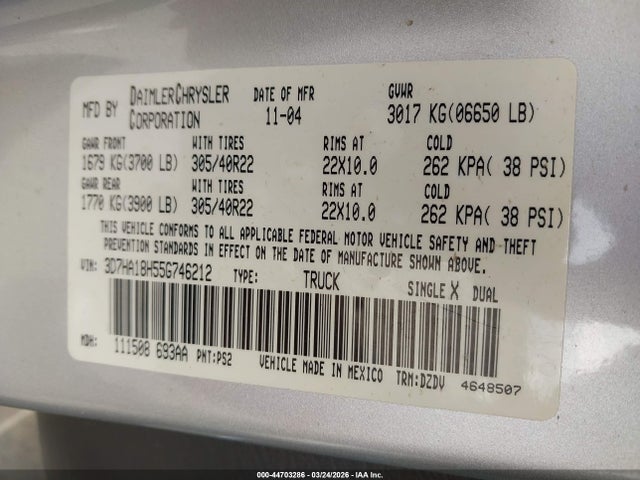 MFD BY DAIMLERCHRYSLER CORPORATION DATE OF MFR 11-04 GVWR 3017 KG(06650 LB)
GAWR FRONT WITH TIRES RIMS AT COLD
1679 KG(3700 LB) 305/40R22 22X10.0 262 KPA( 38 PSI)
GAWR REAR WITH TIRES RIMS AT COLD
1770 KG(3900 LB) 305/40R22 22X10.0 262 KPA( 38 PSI)
THIS VEHICLE CONFORMS TO ALL APPLICABLE FEDERAL MOTOR VEHICLE SAFETY AND THEFT
PREVENTION STANDARDS IN EFFECT ON THE DATE OF MANUFACTURE SHOWN ABOVE.
VIN: 3D7HA18H55G746212 TYPE: TRUCK SINGLE X DUAL
MDH: 111508 693AA PNT:PS2 VEHICLE MADE IN MEXICO TRM:DZDV 4648507
000-44703286 - 03/24/2026 - IAA Inc.